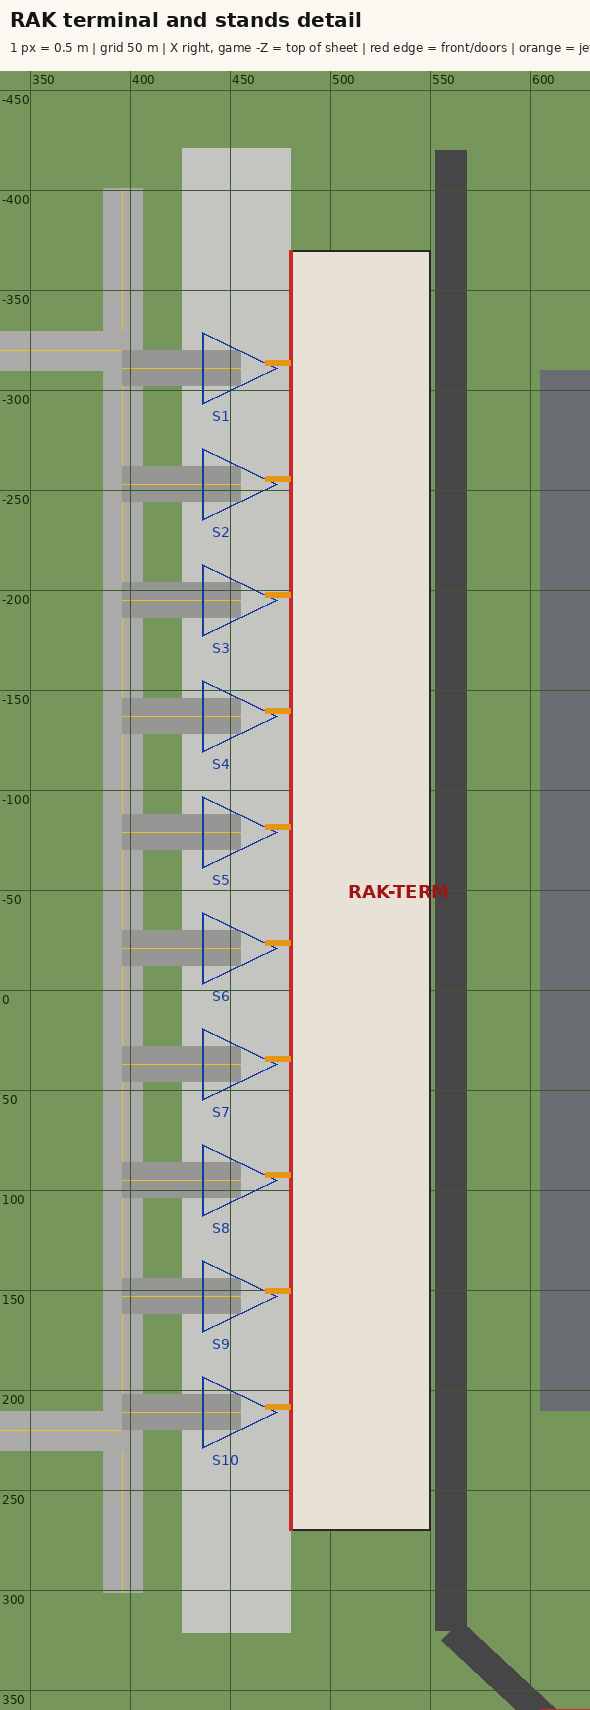 RAK terminal and stands detail
1 px = 0.5 m | grid 50 m | X right, game -Z = top of sheet | red edge = front/doors | orange = je
350 400 450 500 550 600
-450
-400
-350
-300
S1
-250
S2
-200
S3
-150
S4
-100
S5
-50
RAK-TERM
0
S6
50
S7
100
S8
150
S9
200
S10
250
300
350